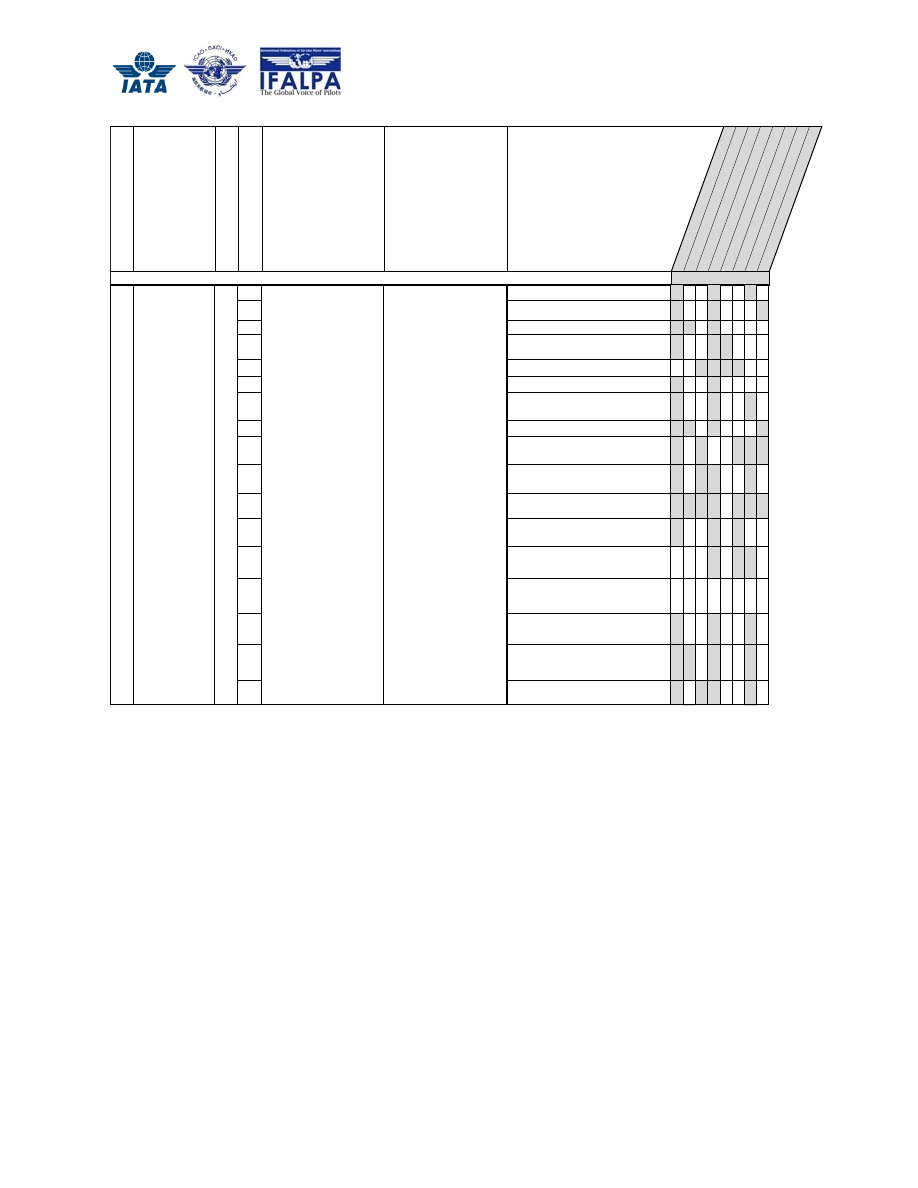 IATA
ICAO · OACI · ИКАО
International Federation of Air Line Pilots' Associations
IFALPA
The Global Voice of Pilots